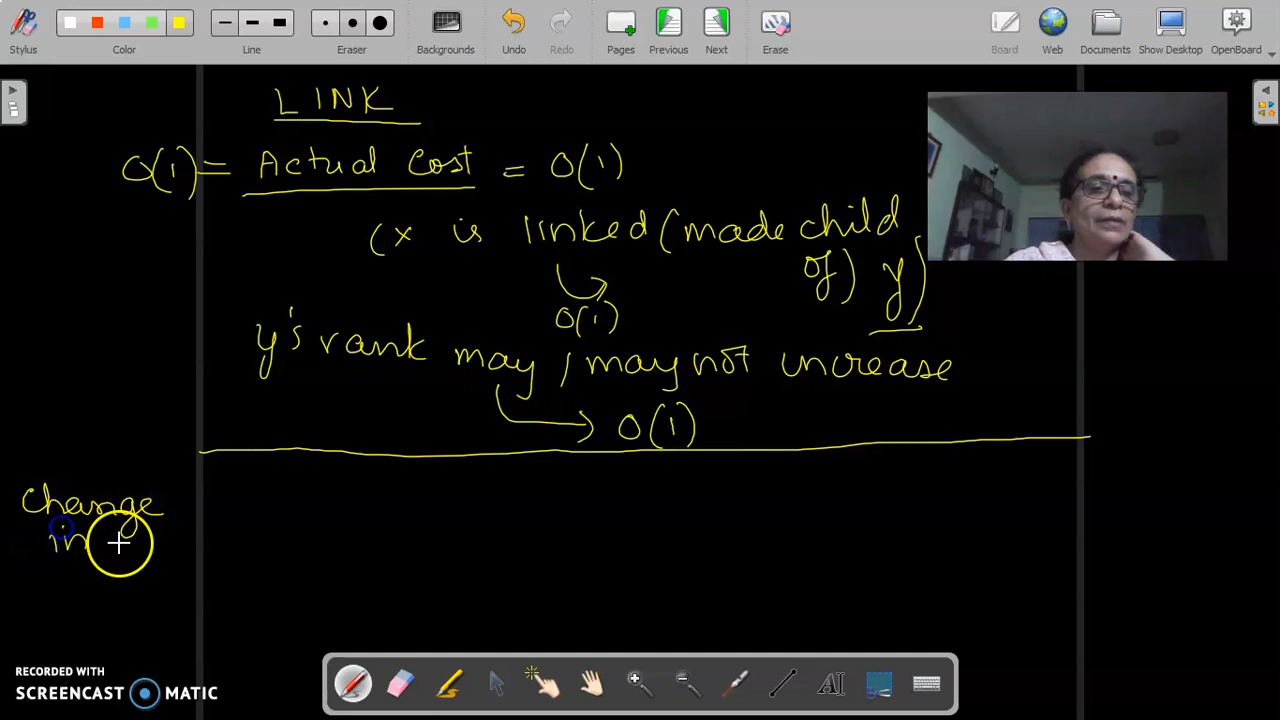 Stylus
Color
Line
Eraser
Backgrounds
Undo
Redo
Pages
Previous
Next
Erase
Board
Web
Documents
Show Desktop
OpenBoard
LINK
O(1) = Actual Cost = O(1)
(x is linked (made child
of) y)
O(1)
y's rank may / may not increase
O(1)
Change
in
RECORDED WITH
SCREENCAST MATIC
AI